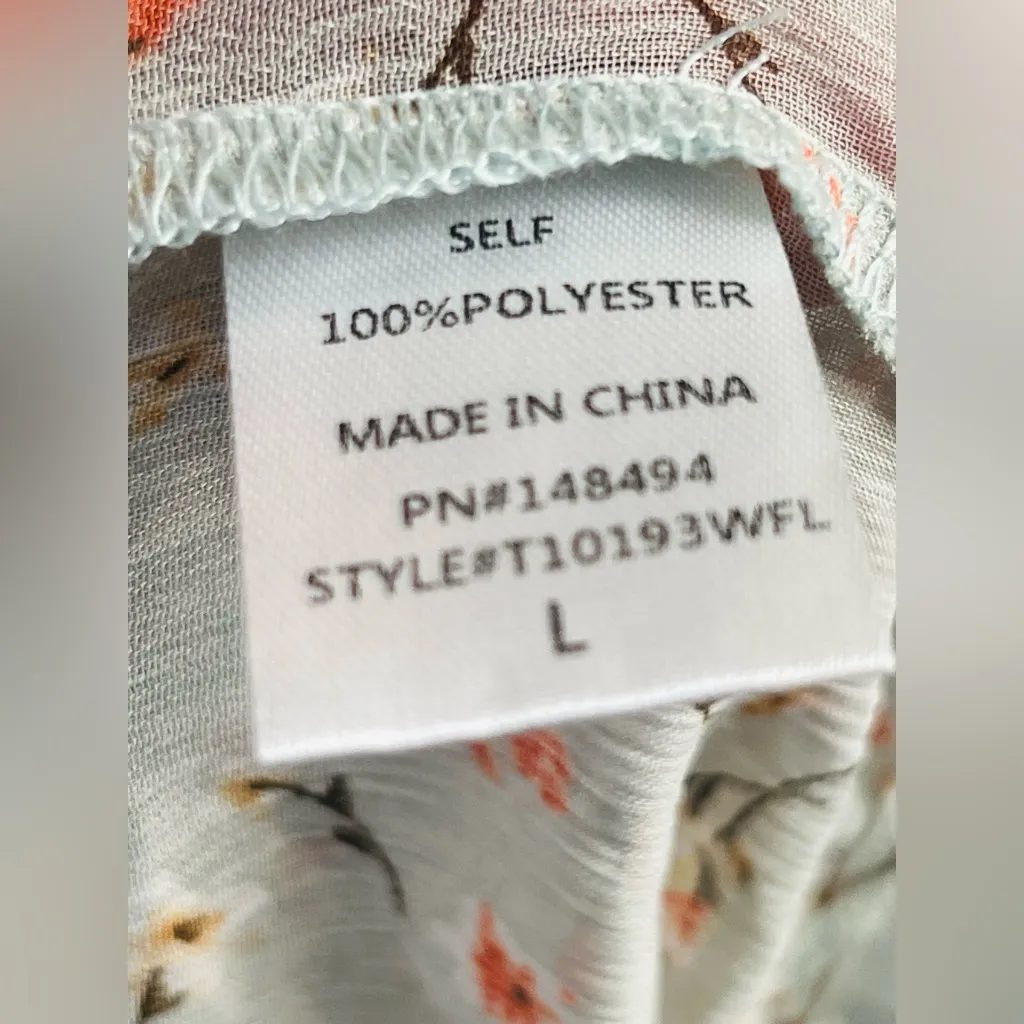 SELF
100%POLYESTER
MADE IN CHINA
PN#148494
STYLE#T10193WFL
L